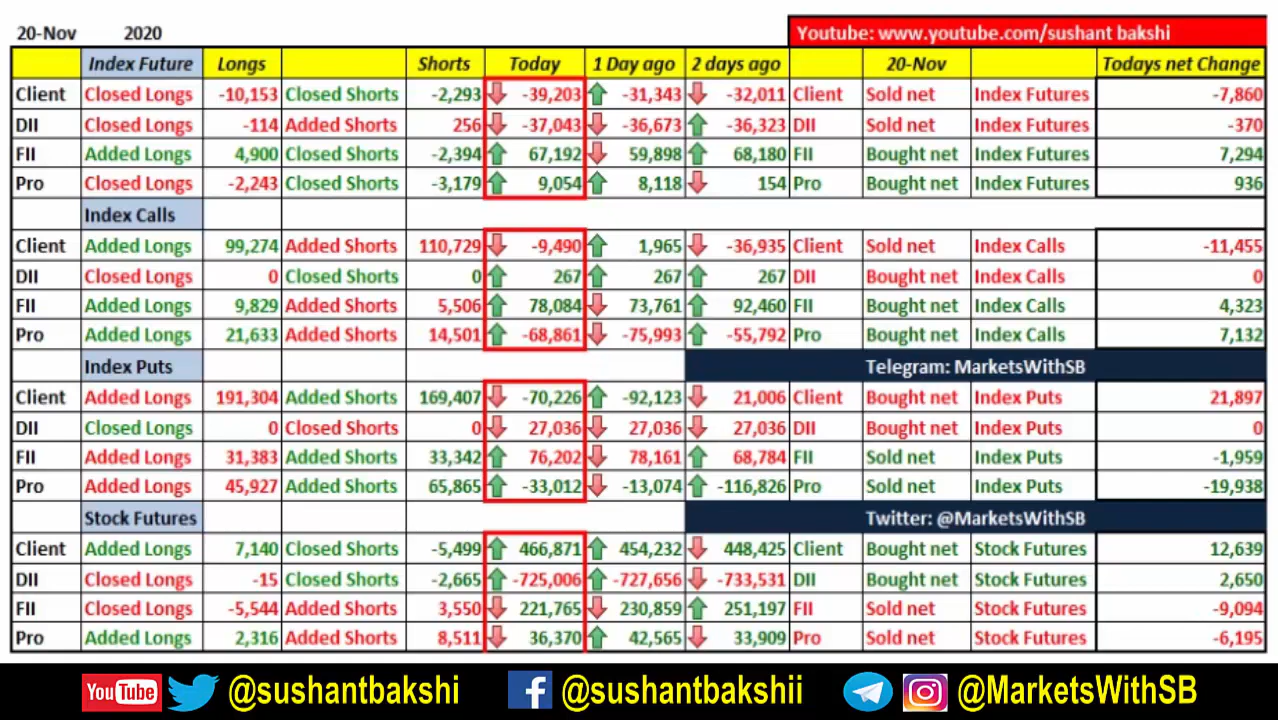 20-Nov 2020 Youtube: www.youtube.com/sushant bakshi
Index Future Longs Shorts Today 1 Day ago 2 days ago 20-Nov Todays net Change
Client Closed Longs -10,153 Closed Shorts -2,293 -39,203 -31,343 -32,011 Client Sold net Index Futures -7,860
DII Closed Longs -114 Added Shorts 256 -37,043 -36,673 -36,323 DII Sold net Index Futures -370
FII Added Longs 4,900 Closed Shorts -2,394 67,192 59,898 68,180 FII Bought net Index Futures 7,294
Pro Closed Longs -2,243 Closed Shorts -3,179 9,054 8,118 154 Pro Bought net Index Futures 936
Index Calls
Client Added Longs 99,274 Added Shorts 110,729 -9,490 1,965 -36,935 Client Sold net Index Calls -11,455
DII Closed Longs 0 Closed Shorts 0 267 267 267 DII Bought net Index Calls 0
FII Added Longs 9,829 Added Shorts 5,506 78,084 73,761 92,460 FII Bought net Index Calls 4,323
Pro Added Longs 21,633 Added Shorts 14,501 -68,861 -75,993 -55,792 Pro Bought net Index Calls 7,132
Index Puts Telegram: MarketsWithSB
Client Added Longs 191,304 Added Shorts 169,407 -70,226 -92,123 21,006 Client Bought net Index Puts 21,897
DII Closed Longs 0 Closed Shorts 0 27,036 27,036 27,036 DII Bought net Index Puts 0
FII Added Longs 31,383 Added Shorts 33,342 76,202 78,161 68,784 FII Sold net Index Puts -1,959
Pro Added Longs 45,927 Added Shorts 65,865 -33,012 -13,074 -116,826 Pro Sold net Index Puts -19,938
Stock Futures Twitter: @MarketsWithSB
Client Added Longs 7,140 Closed Shorts -5,499 466,871 454,232 448,425 Client Bought net Stock Futures 12,639
DII Closed Longs -15 Closed Shorts -2,665 -725,006 -727,656 -733,531 DII Bought net Stock Futures 2,650
FII Closed Longs -5,544 Added Shorts 3,550 221,765 230,859 251,197 FII Sold net Stock Futures -9,094
Pro Added Longs 2,316 Added Shorts 8,511 36,370 42,565 33,909 Pro Sold net Stock Futures -6,195
YouTube @sushantbakshi f @sushantbakshii @MarketsWithSB